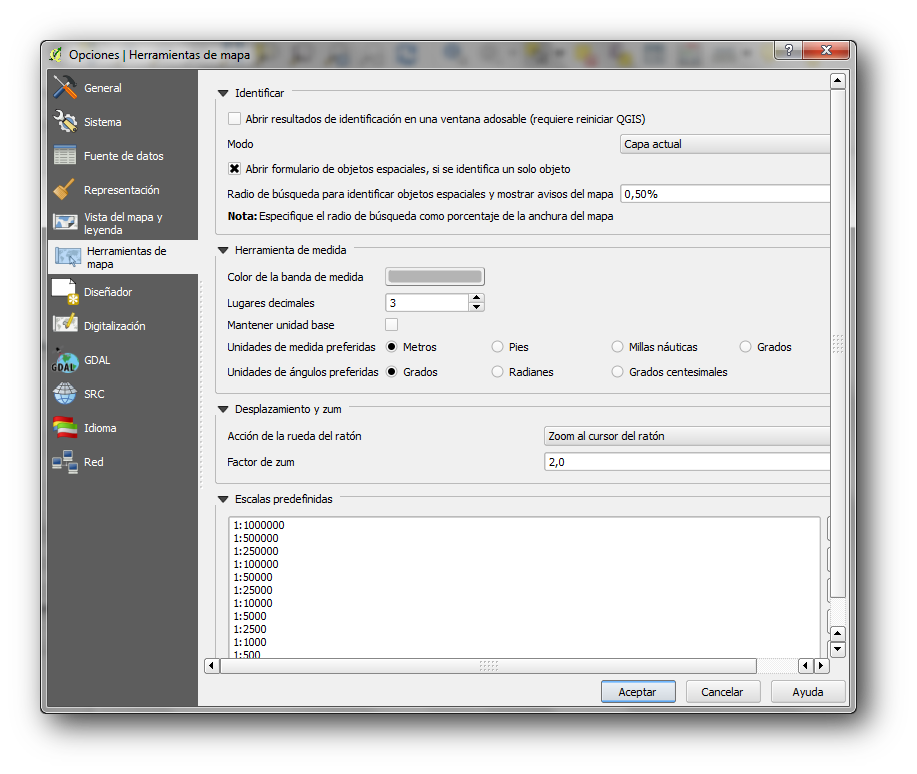 Opciones | Herramientas de mapa
General
Sistema
Fuente de datos
Representación
Vista del mapa y
leyenda
Herramientas de
mapa
Diseñador
Digitalización
GDAL
GDAL
SRC
Idioma
Red
Identificar
Abrir resultados de identificación en una ventana adosable (requiere reiniciar QGIS)
Modo Capa actual
Abrir formulario de objetos espaciales, si se identifica un solo objeto
Radio de búsqueda para identificar objetos espaciales y mostrar avisos del mapa 0,50%
Nota: Especifique el radio de búsqueda como porcentaje de la anchura del mapa
Herramienta de medida
Color de la banda de medida
Lugares decimales 3
Mantener unidad base
Unidades de medida preferidas Metros Pies Millas náuticas Grados
Unidades de ángulos preferidas Grados Radianes Grados centesimales
Desplazamiento y zum
Acción de la rueda del ratón Zoom al cursor del ratón
Factor de zum 2,0
Escalas predefinidas
1:1000000
1:500000
1:250000
1:100000
1:50000
1:25000
1:10000
1:5000
1:2500
1:1000
1:500
Aceptar Cancelar Ayuda